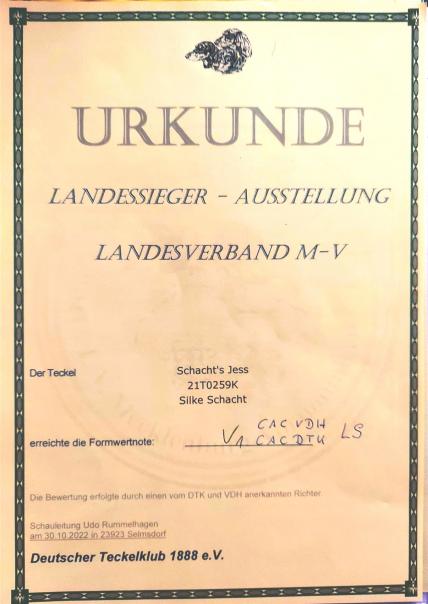 URKUNDE
LANDESSIEGER - AUSSTELLUNG
LANDESVERBAND M-V
Der Teckel
Schacht's Jess
21T0259K
Silke Schacht
CAC VDH
erreichte die Formwertnote: V1 CAC DTK LS
Die Bewertung erfolgte durch einen vom DTK und VDH anerkannten Richter
Schauleitung Udo Rummelhagen
am 30.10.2022 in 23923 Selmsdorf
Deutscher Teckelklub 1888 e.V.